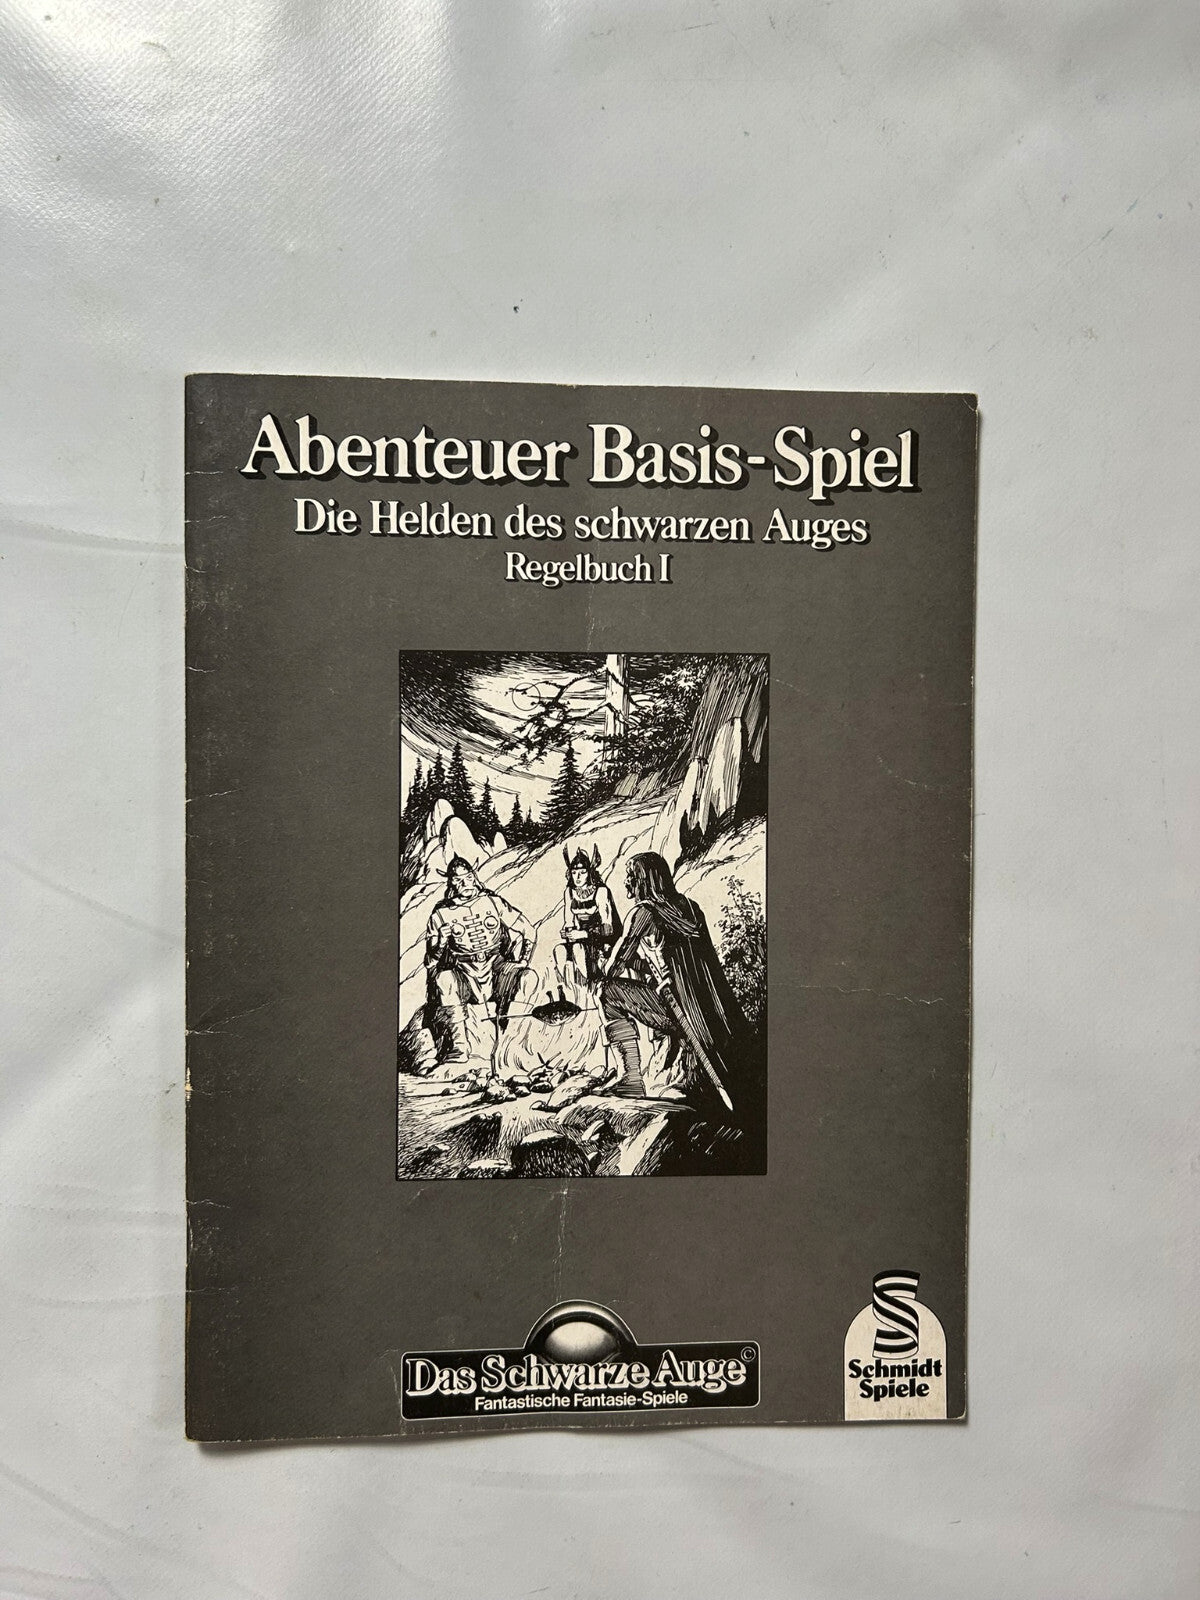 Abenteuer Basis-Spiel
Die Helden des schwarzen Auges
Regelbuch I
Das Schwarze Auge ©
Fantastische Fantasie-Spiele
S
Schmidt
Spiele